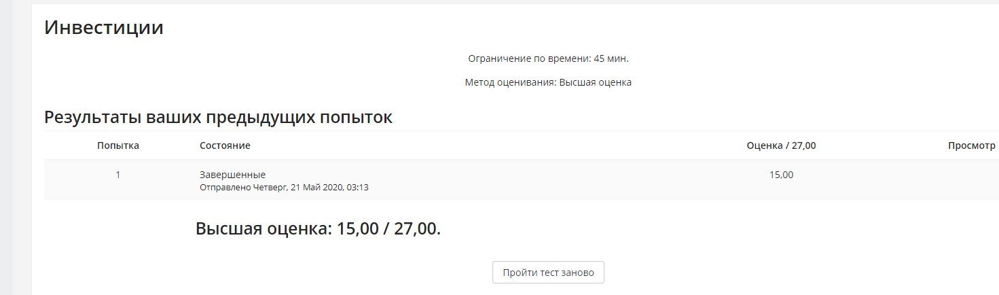 Инвестиции
Ограничение по времени: 45 мин.
Метод оценивания: Высшая оценка
Результаты ваших предыдущих попыток
Попытка Состояние Оценка / 27,00 Просмотр
1 Завершенные 15,00
Отправлено Четверг, 21 Май 2020, 03:13
Высшая оценка: 15,00 / 27,00.
Пройти тест заново